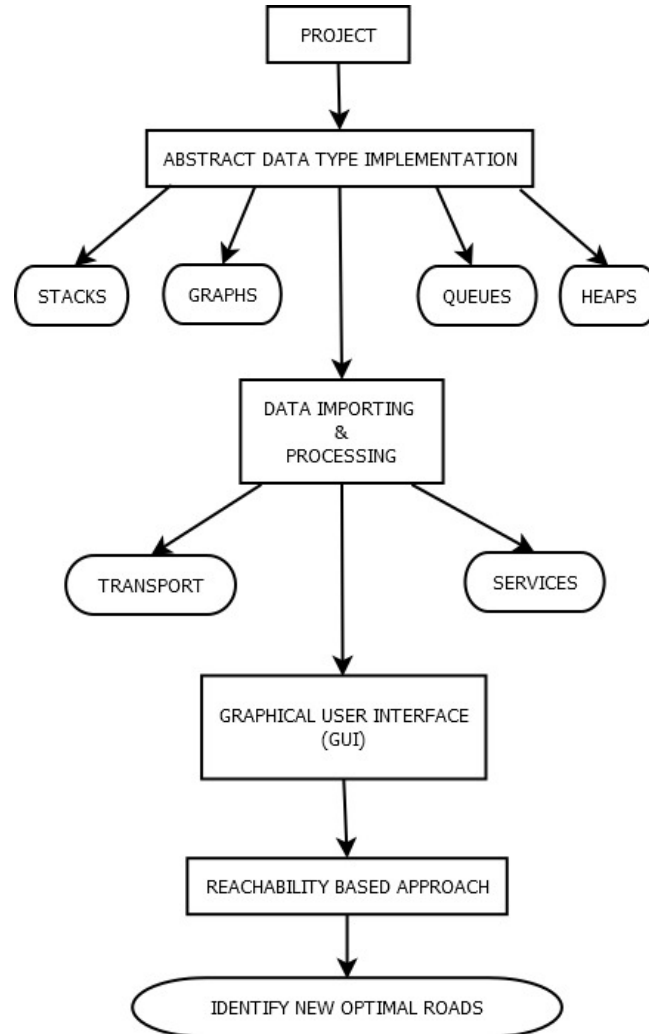 PROJECT
ABSTRACT DATA TYPE IMPLEMENTATION
STACKS
GRAPHS
QUEUES
HEAPS
DATA IMPORTING
&
PROCESSING
TRANSPORT
SERVICES
GRAPHICAL USER INTERFACE
(GUI)
REACHABILITY BASED APPROACH
IDENTIFY NEW OPTIMAL ROADS